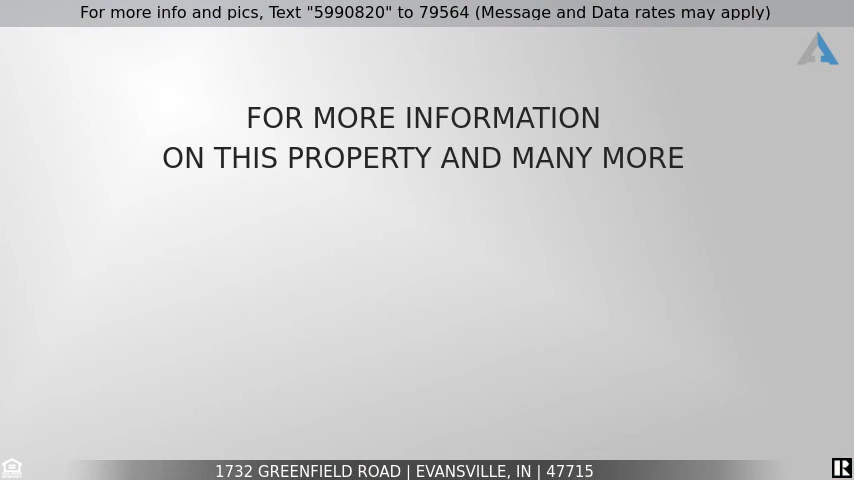 For more info and pics, Text "5990820" to 79564 (Message and Data rates may apply)
FOR MORE INFORMATION
ON THIS PROPERTY AND MANY MORE
1732 GREENFIELD ROAD | EVANSVILLE, IN | 47715